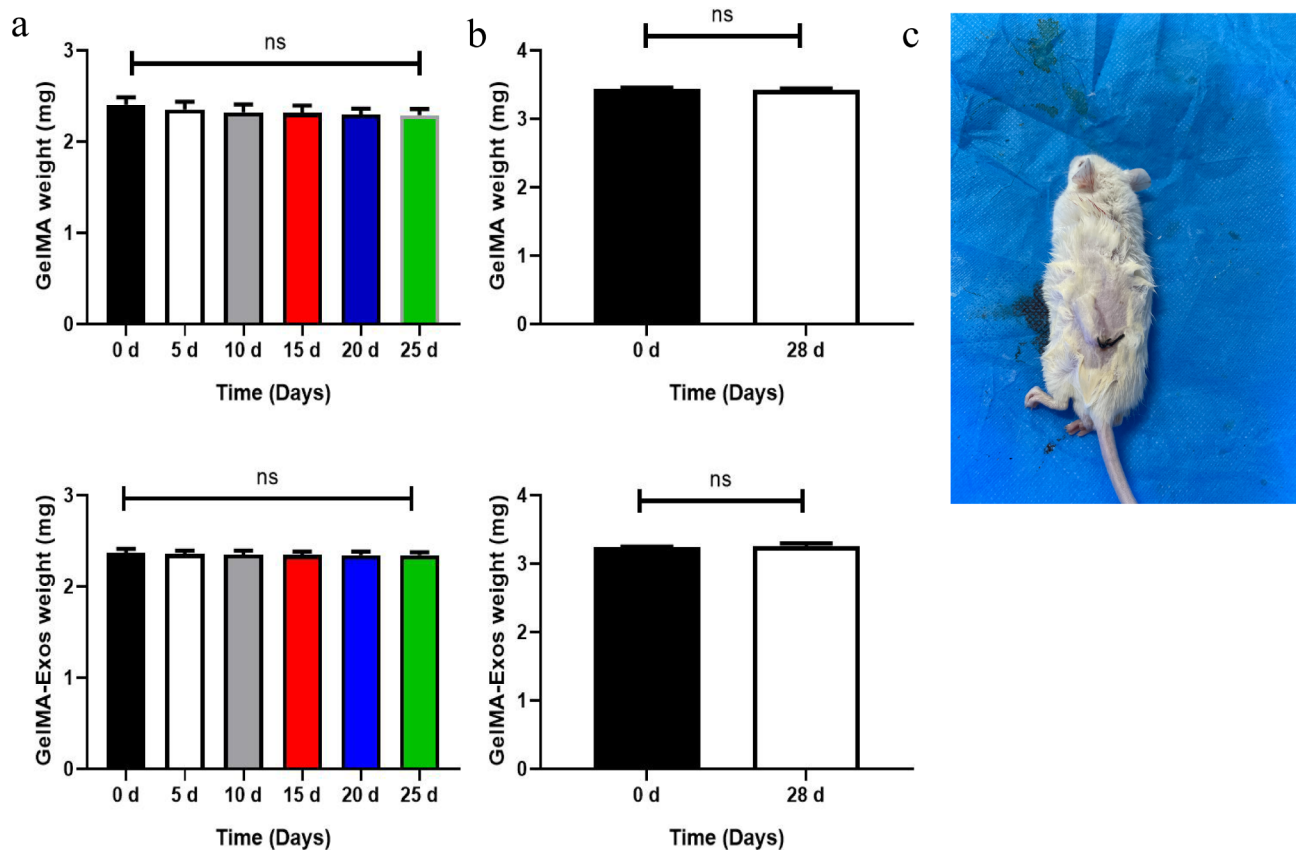 a
ns
GelMA weight (mg)
3
2
1
0
0 d 5 d 10 d 15 d 20 d 25 d
Time (Days)
b
ns
GelMA weight (mg)
4
3
2
1
0
0 d 28 d
Time (Days)
c
ns
GelMA-Exos weight (mg)
3
2
1
0
0 d 5 d 10 d 15 d 20 d 25 d
Time (Days)
ns
GelMA-Exos weight (mg)
4
3
2
1
0
0 d 28 d
Time (Days)